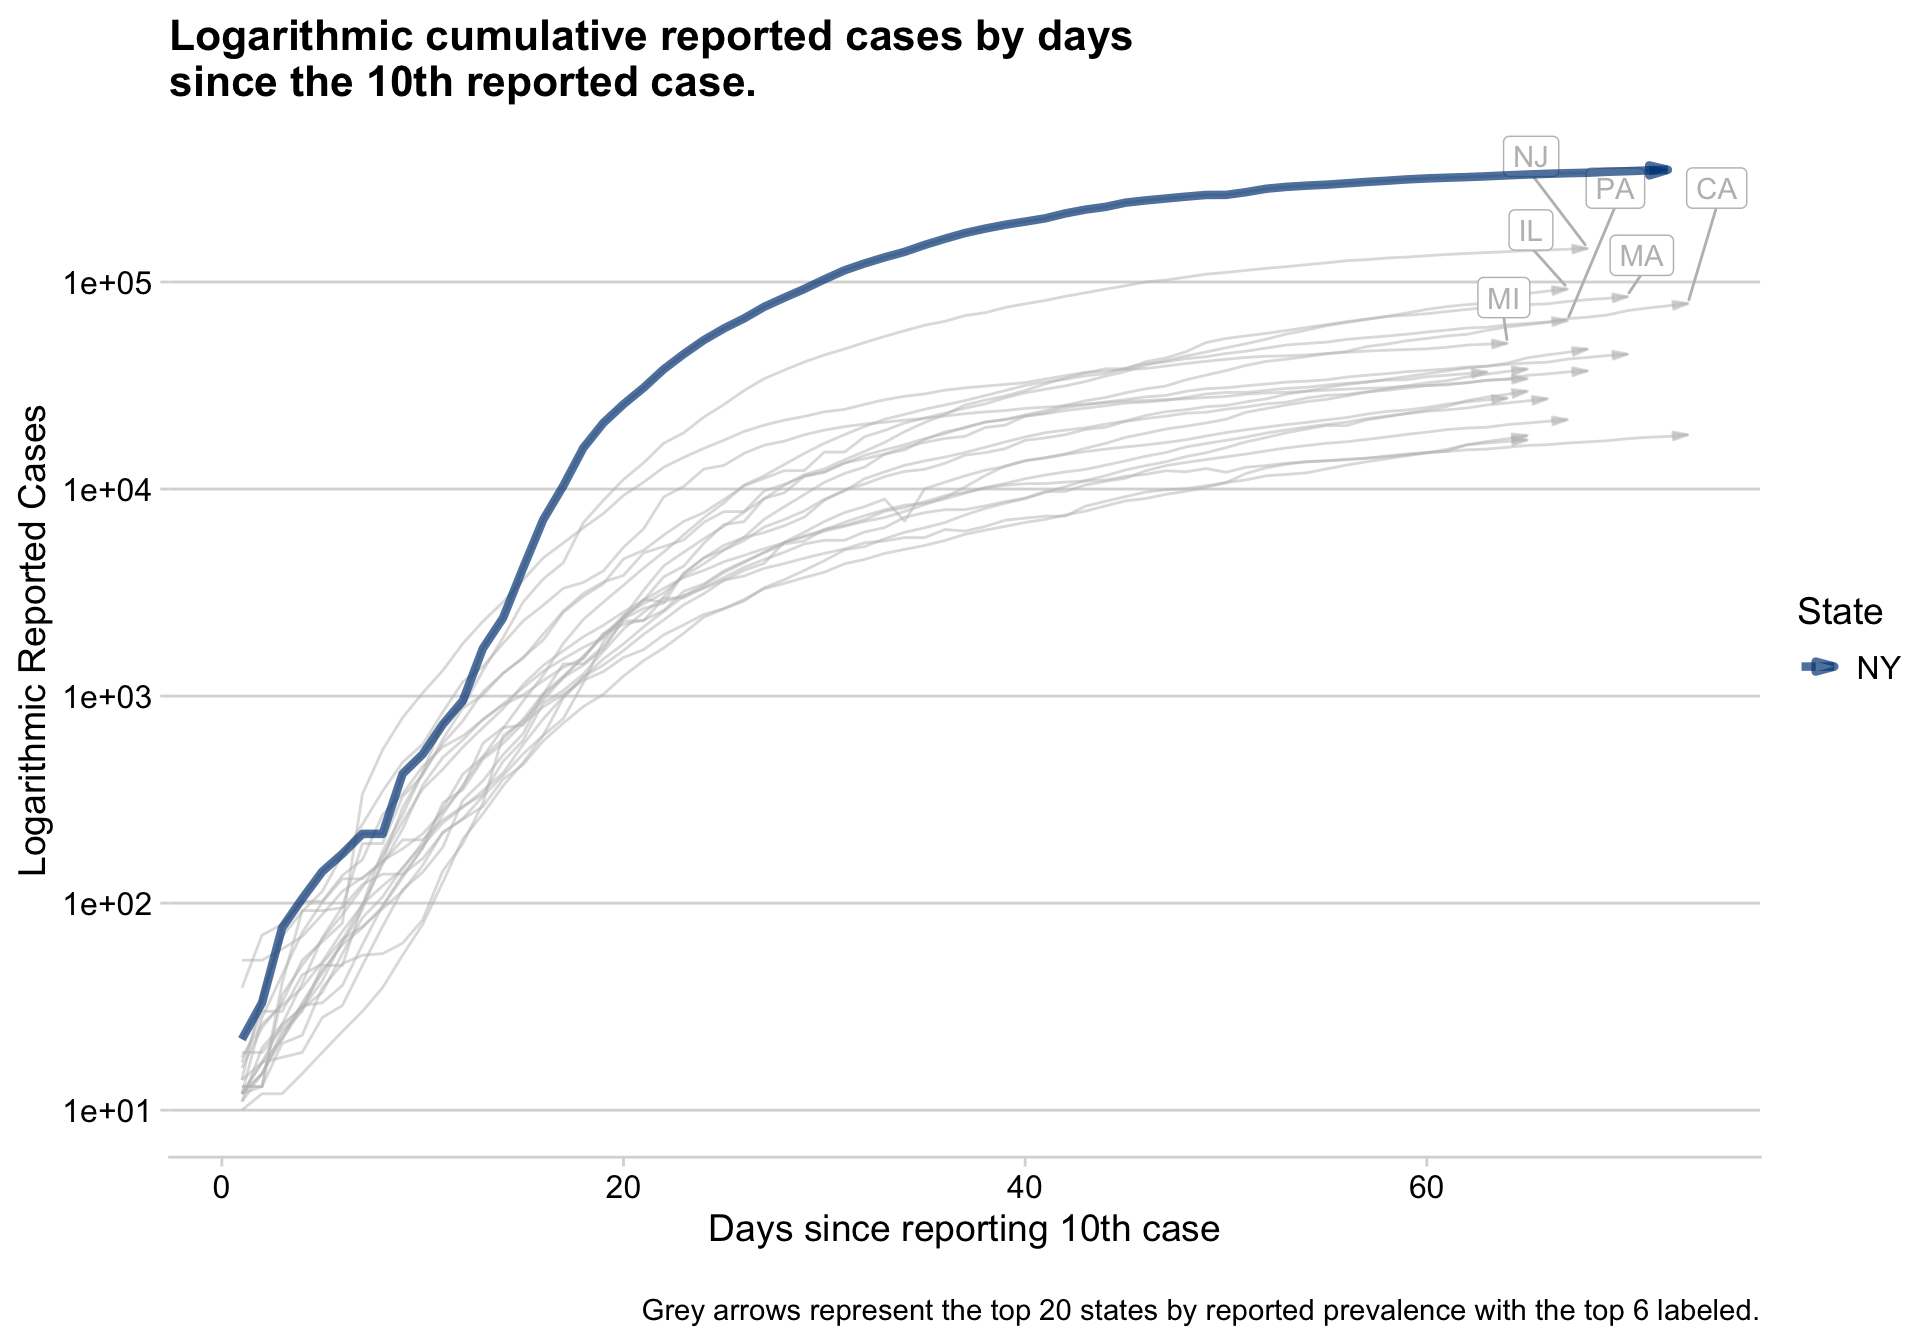 Logarithmic cumulative reported cases by days
since the 10th reported case.
NJ
PA
CA
IL
MA
MI
1e+05
1e+04
1e+03
1e+02
1e+01
Logarithmic Reported Cases
State
NY
0
20
40
60
Days since reporting 10th case
Grey arrows represent the top 20 states by reported prevalence with the top 6 labeled.